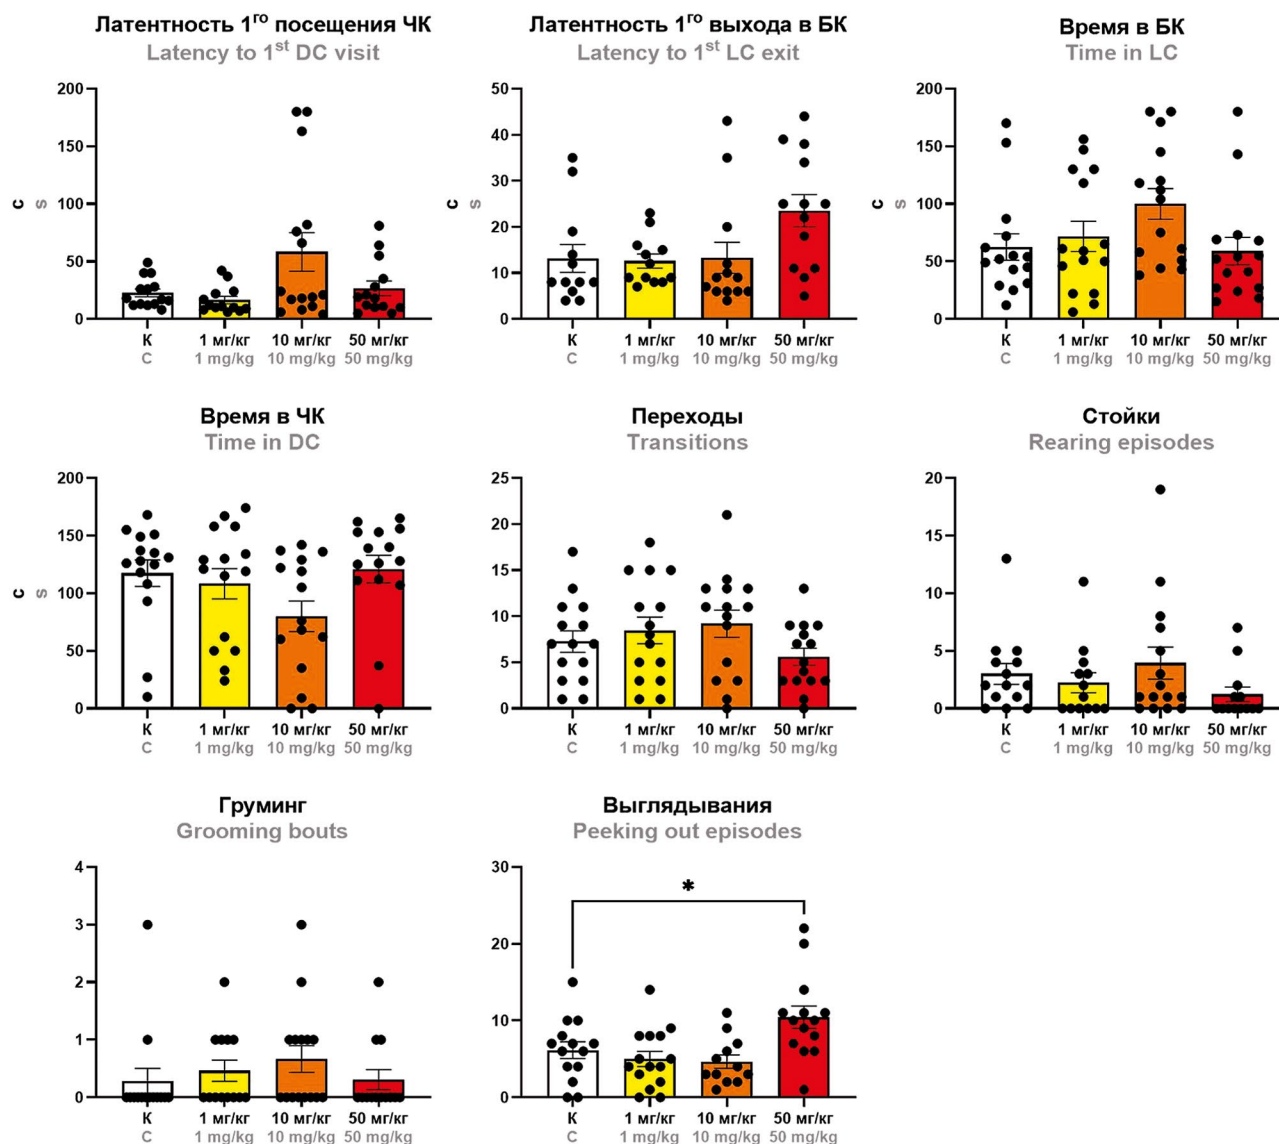 Латентность 1го посещения ЧК
Latency to 1st DC visit
200
150
100
50
0
с
s
К
1 мг/кг
10 мг/кг
50 мг/кг
C
1 mg/kg
10 mg/kg
50 mg/kg
Латентность 1го выхода в БК
Latency to 1st LC exit
50
40
30
20
10
0
с
s
К
1 мг/кг
10 мг/кг
50 мг/кг
C
1 mg/kg
10 mg/kg
50 mg/kg
Время в БК
Time in LC
200
150
100
50
0
с
s
К
1 мг/кг
10 мг/кг
50 мг/кг
C
1 mg/kg
10 mg/kg
50 mg/kg
Время в ЧК
Time in DC
200
150
100
50
0
с
s
К
1 мг/кг
10 мг/кг
50 мг/кг
C
1 mg/kg
10 mg/kg
50 mg/kg
Переходы
Transitions
25
20
15
10
5
0
К
1 мг/кг
10 мг/кг
50 мг/кг
C
1 mg/kg
10 mg/kg
50 mg/kg
Стойки
Rearing episodes
20
15
10
5
0
К
1 мг/кг
10 мг/кг
50 мг/кг
C
1 mg/kg
10 mg/kg
50 mg/kg
Груминг
Grooming bouts
4
3
2
1
0
К
1 мг/кг
10 мг/кг
50 мг/кг
C
1 mg/kg
10 mg/kg
50 mg/kg
Выглядывания
Peeking out episodes
30
20
10
0
*
К
1 мг/кг
10 мг/кг
50 мг/кг
C
1 mg/kg
10 mg/kg
50 mg/kg